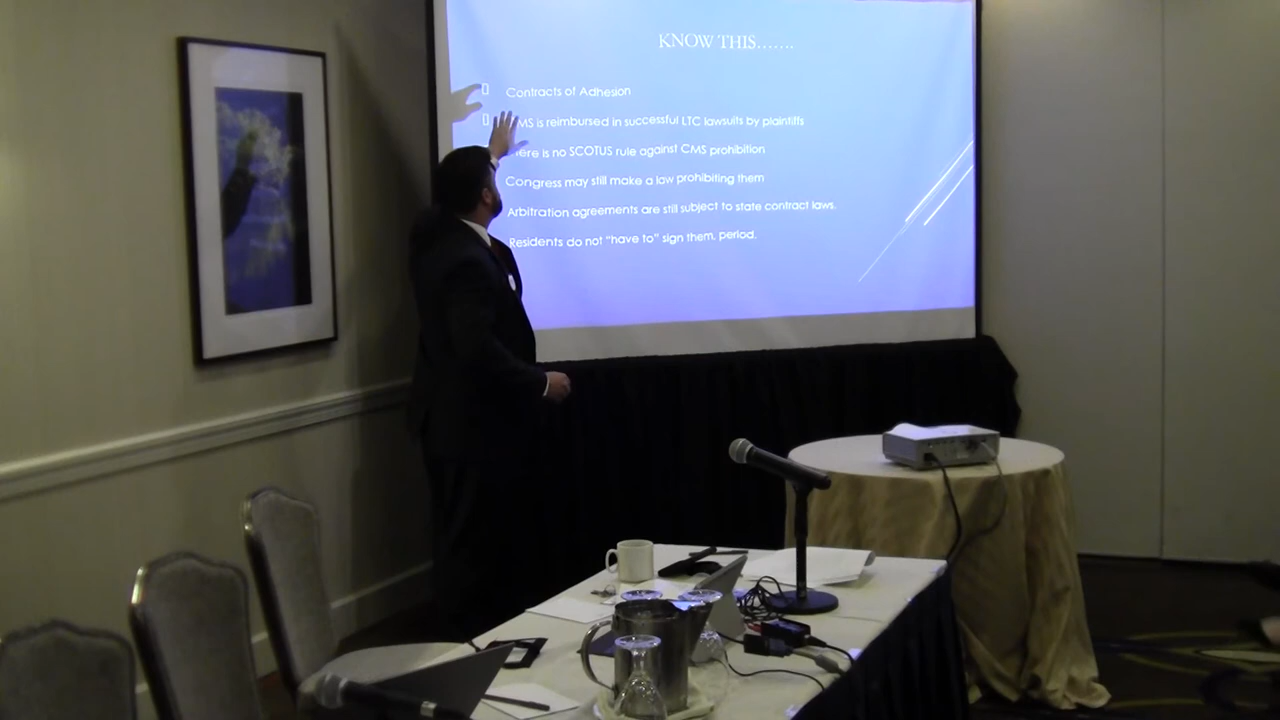 KNOW THIS.......
Contracts of Adhesion
MS is reimbursed in successful LTC lawsuits by plaintiffs
ere is no SCOTUS rule against CMS prohibition
Congress may still make a law prohibiting them
Arbitration agreements are still subject to state contract laws.
Residents do not "have to" sign them, period.